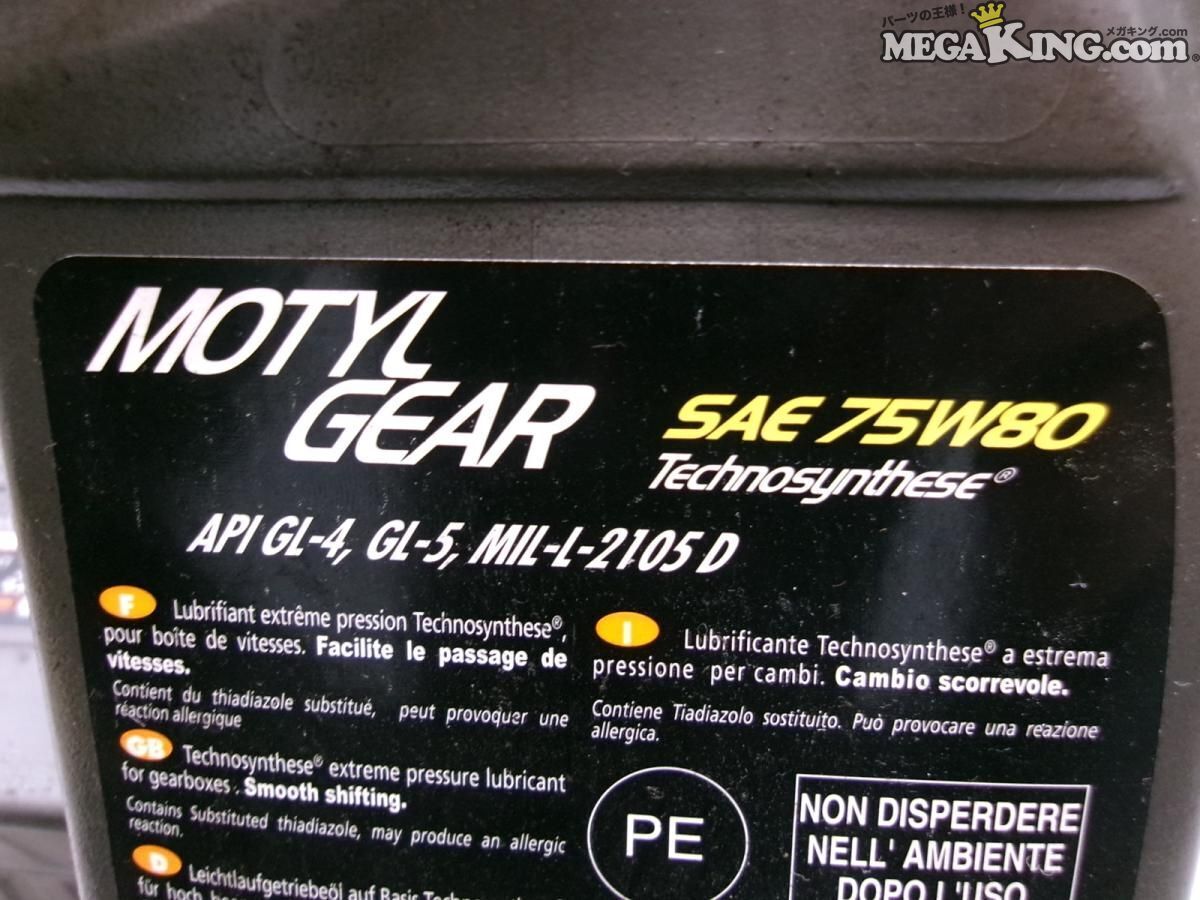 パーツの王様！
メガキング.com
MEGAKING.com®
MOTYL
GEAR
SAE 75W80
Technosynthese®
API GL-4, GL-5, MIL-L-2105 D
F Lubrifiant extrême pression Technosynthese®,
pour boîte de vitesses. Facilite le passage de
vitesses.
Contient du thiadiazole substitué, peut provoquer une
réaction allergique
GB Technosynthese® extreme pressure lubricant
for gearboxes. Smooth shifting.
Contains Substituted thiadiazole, may produce an allergic
reaction.
D Leichtlaufgetriebeöl auf Basis
für hoch
I Lubrificante Technosynthese® a estrema
pressione per cambi. Cambio scorrevole.
Contiene Tiadiazolo sostituito. Può provocare una reazione
allergica.
PE
NON DISPERDERE
NELL' AMBIENTE
DOPO L'USO